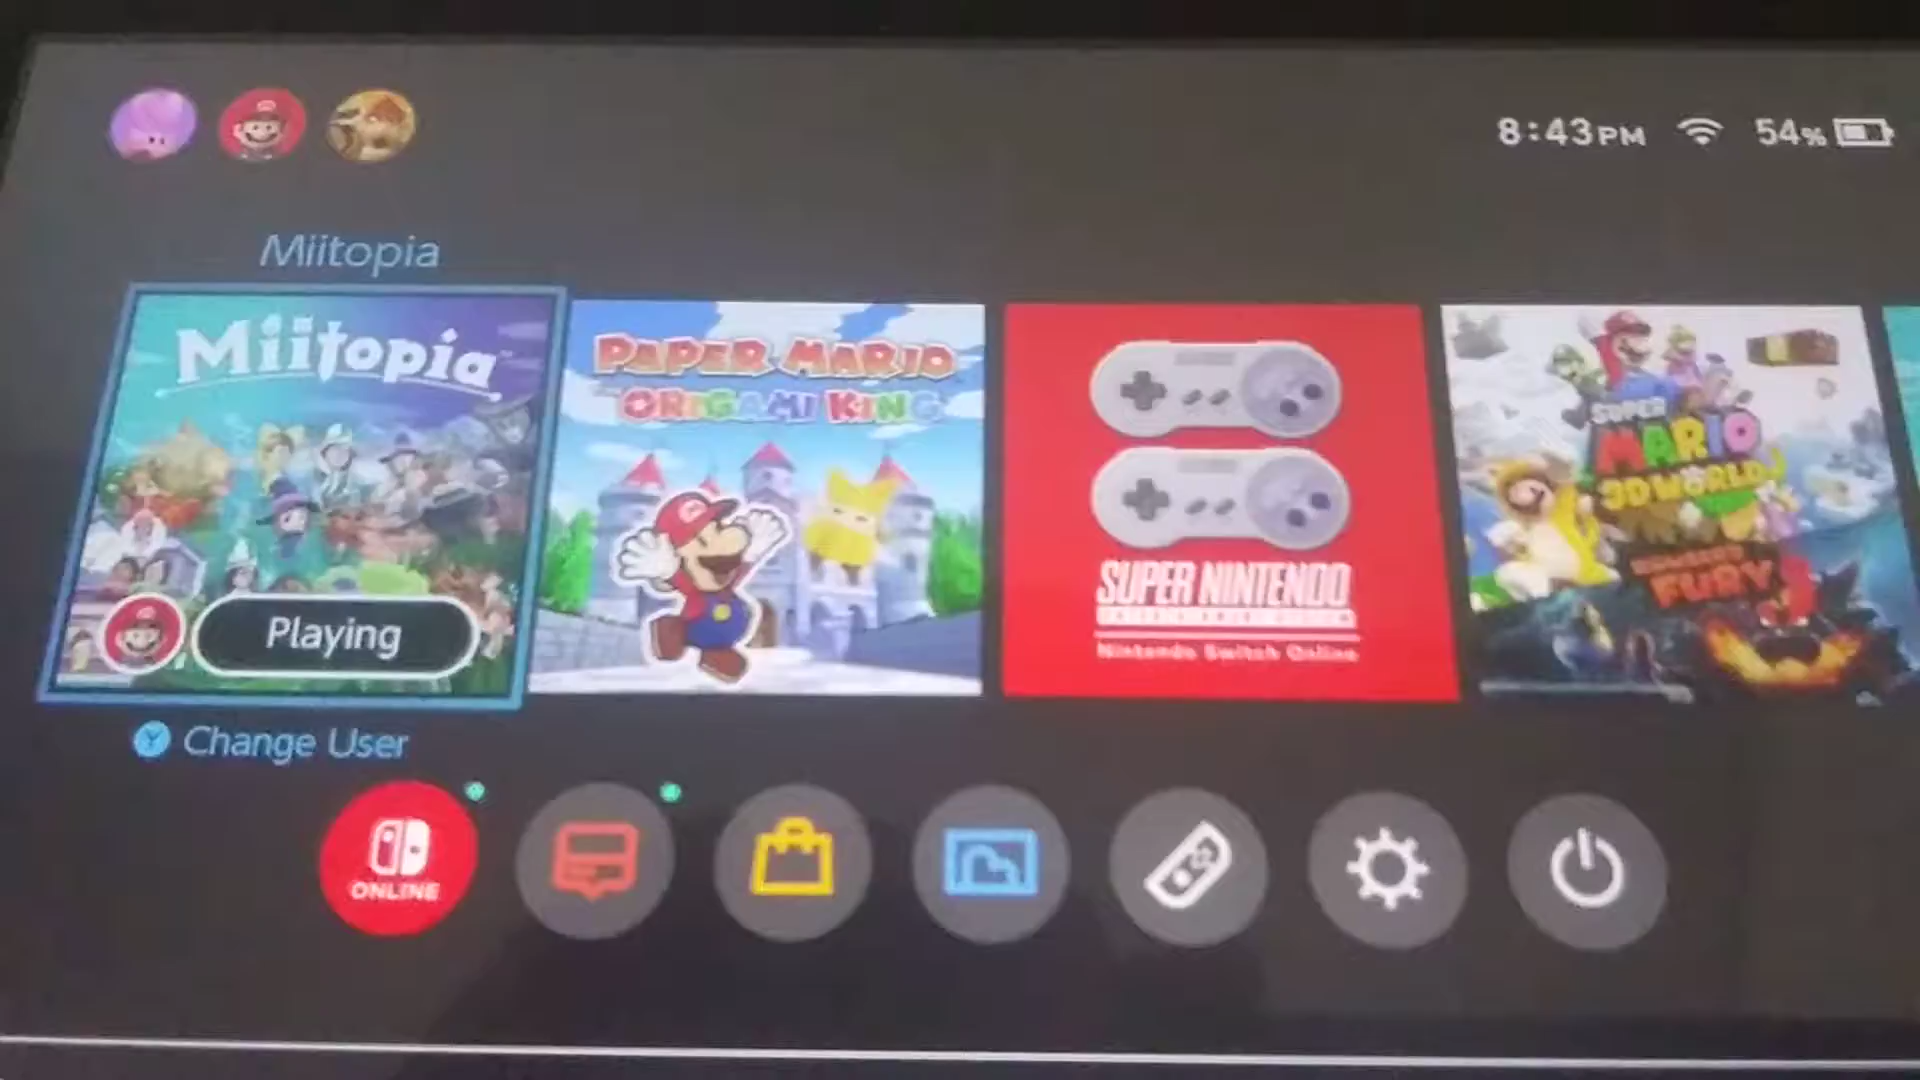 8:43PM 54%
Miitopia
Miitopia
PAPER MARIO
ORIGAMI KING
SUPER NINTENDO
Nintendo Switch Online
SUPER
MARIO
3D WORLD
FURY
Playing
Y Change User
ONLINE